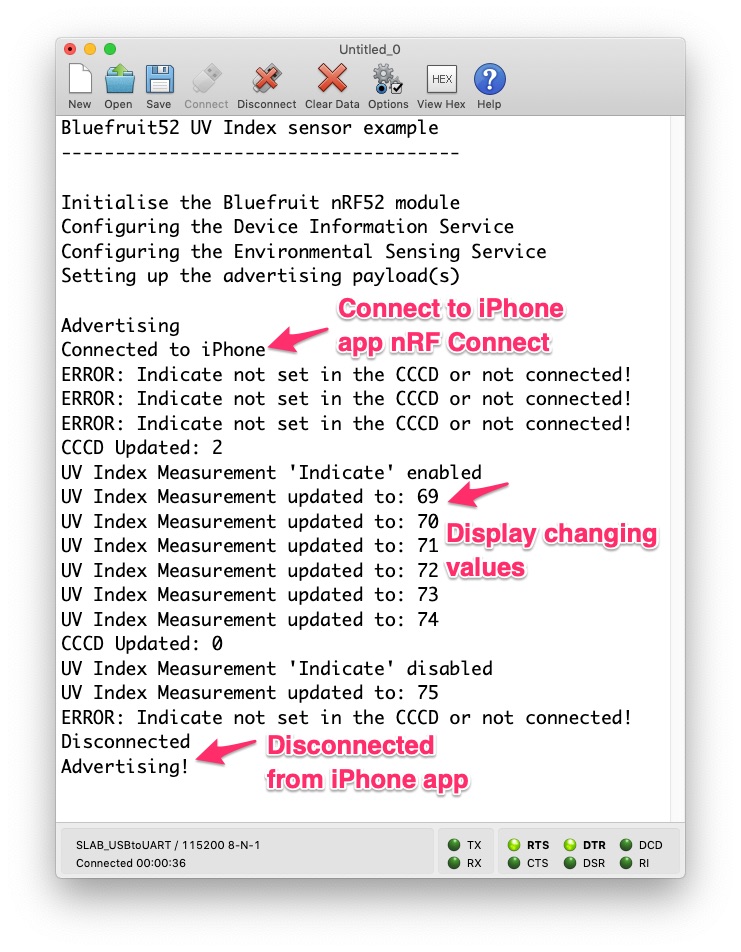 Untitled_0
New Open Save Connect Disconnect Clear Data Options HEX View Hex ? Help
Bluefruit52 UV Index sensor example
-------------------------------------
Initialise the Bluefruit nRF52 module
Configuring the Device Information Service
Configuring the Environmental Sensing Service
Setting up the advertising payload(s)
Advertising
Connected to iPhone
Connect to iPhone
app nRF Connect
ERROR: Indicate not set in the CCCD or not connected!
ERROR: Indicate not set in the CCCD or not connected!
ERROR: Indicate not set in the CCCD or not connected!
CCCD Updated: 2
UV Index Measurement 'Indicate' enabled
UV Index Measurement updated to: 69
UV Index Measurement updated to: 70
UV Index Measurement updated to: 71
UV Index Measurement updated to: 72
UV Index Measurement updated to: 73
UV Index Measurement updated to: 74
Display changing
values
CCCD Updated: 0
UV Index Measurement 'Indicate' disabled
UV Index Measurement updated to: 75
ERROR: Indicate not set in the CCCD or not connected!
Disconnected
Advertising!
Disconnected
from iPhone app
SLAB_USBtoUART / 115200 8-N-1
Connected 00:00:36
TX RTS DTR DCD
RX CTS DSR RI